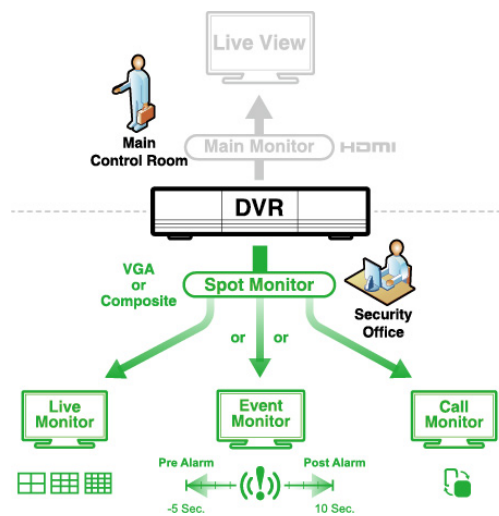 Live View
Main
Control Room
Main Monitor
HDMI
DVR
VGA
or
Composite
Spot Monitor
Security
Office
or
or
Live
Monitor
Event
Monitor
Call
Monitor
Pre Alarm
Post Alarm
-5 Sec.
10 Sec.